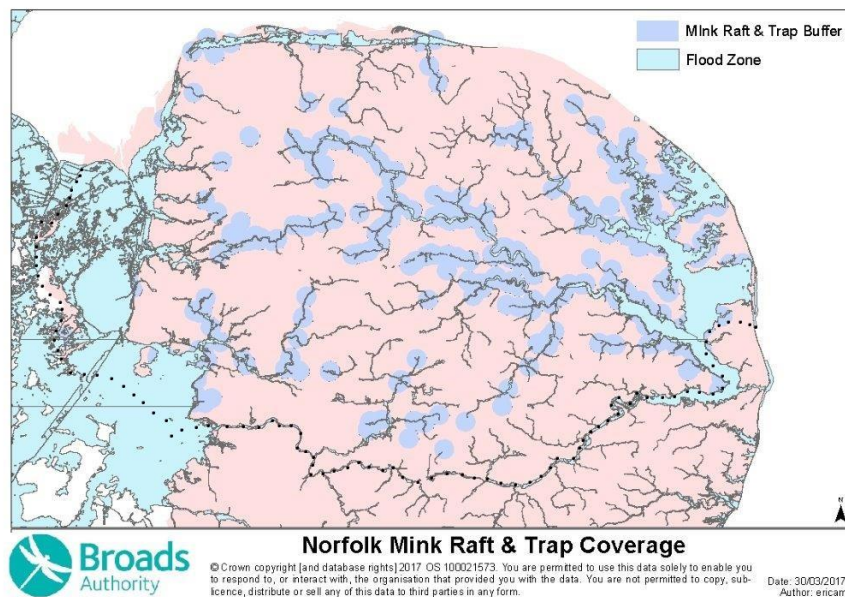 MInk Raft & Trap Buffer
Flood Zone
N
Broads
Authority
Norfolk Mink Raft & Trap Coverage
© Crown copyright [and database rights] 2017 OS 100021573. You are permitted to use this data solely to enable you
to respond to, or interact with, the organisation that provided you with the data. You are not permitted to copy, sub-
licence, distribute or sell any of this data to third parties in any form.
Date: 30/03/2017
Author: ericam